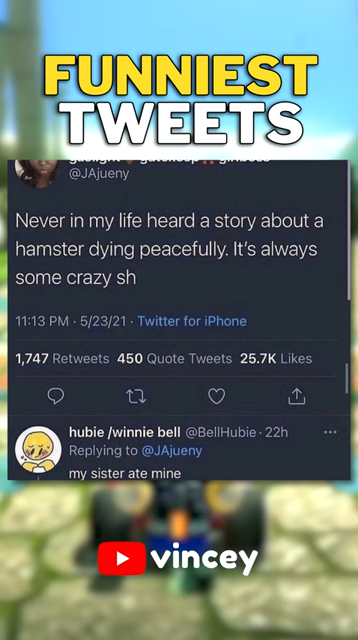 FUNNIEST
TWEETS
@JAjueny
Never in my life heard a story about a
hamster dying peacefully. It's always
some crazy sh
11:13 PM · 5/23/21 · Twitter for iPhone
1,747 Retweets 450 Quote Tweets 25.7K Likes
hubie /winnie bell @BellHubie · 22h
Replying to @JAjueny
my sister ate mine
vincey